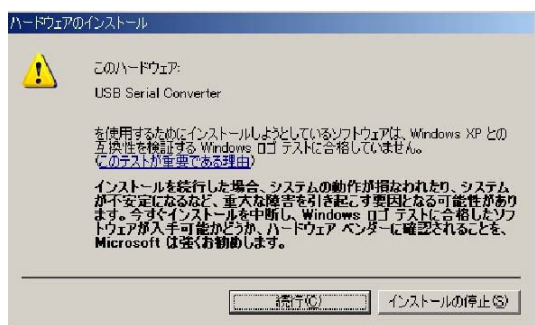 ハードウェアのインストール
このハードウェア:
USB Serial Converter
を使用するためにインストールしようとしているソフトウェアは、Windows XP との
互換性を検証する Windows ロゴ テストに合格していません。
(このテストが重要である理由)
インストールを続行した場合、システムの動作が損なわれたり、システム
が不安定になるなど、重大な障害を引き起こす要因となる可能性があり
ます。今すぐインストールを中断し、Windows ロゴ テストに合格したソフ
トウェアが入手可能かどうか、ハードウェア ベンダーに確認されることを、
Microsoft は強くお勧めします。
続行(C)
インストールの停止(S)